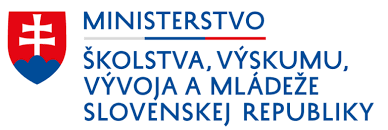 MINISTERSTVO
ŠKOLSTVA, VÝSKUMU,
VÝVOJA A MLÁDEŽE
SLOVENSKEJ REPUBLIKY